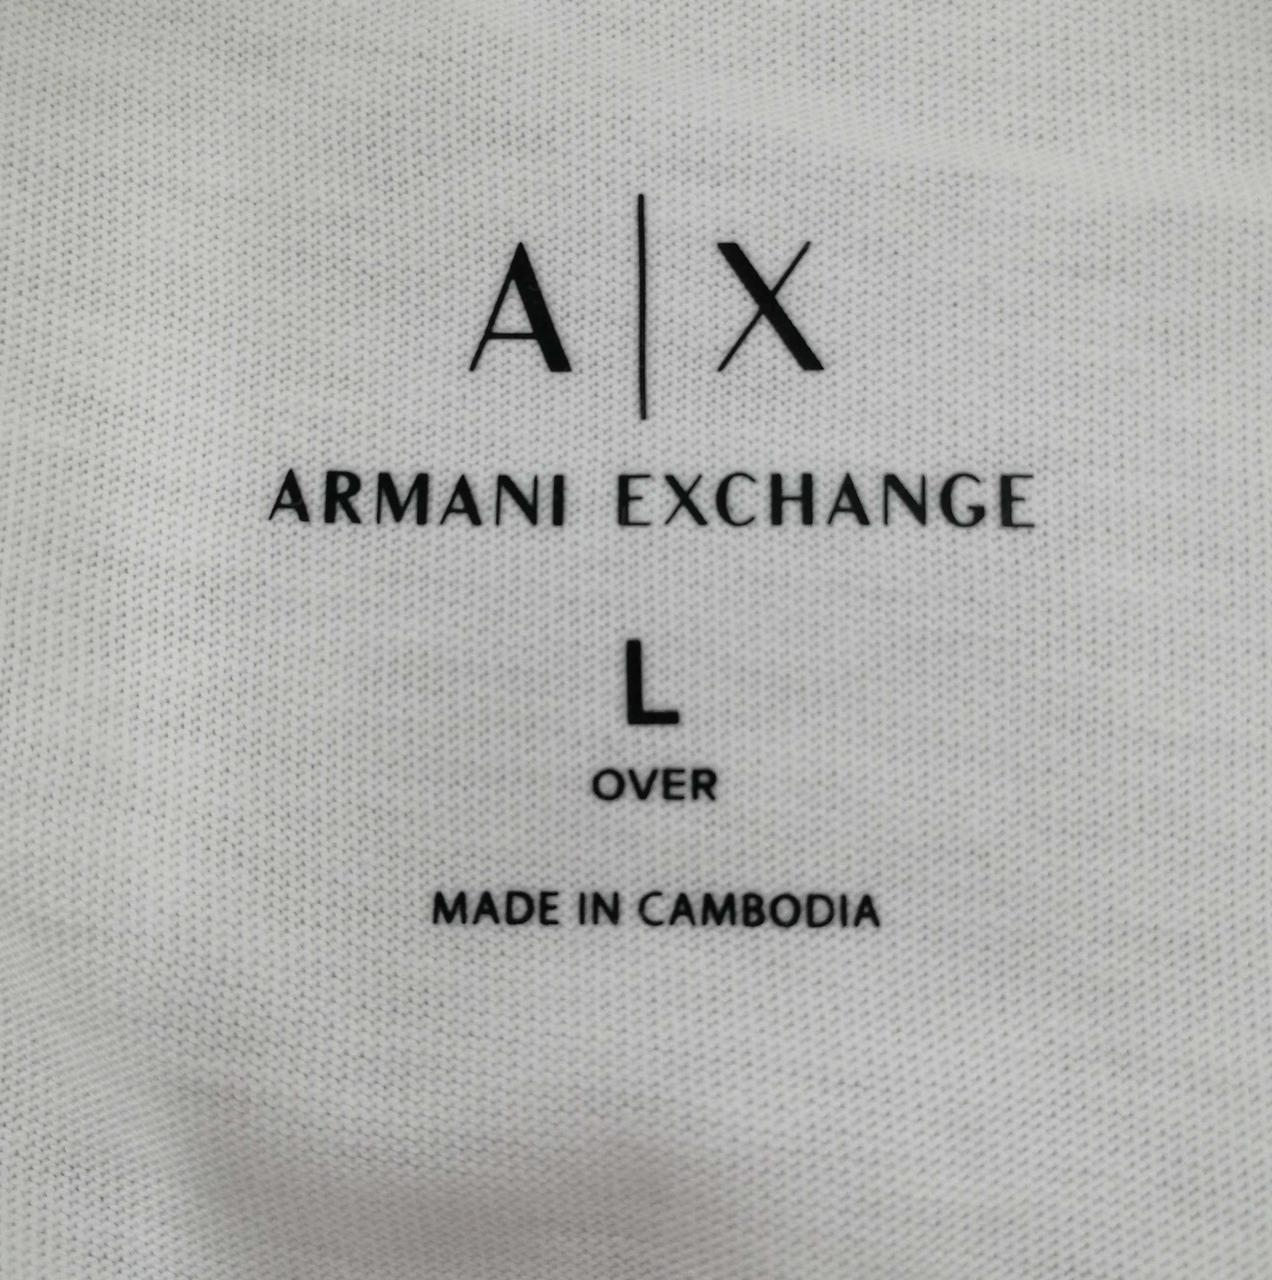 A|X
ARMANI EXCHANGE
L
OVER
MADE IN CAMBODIA